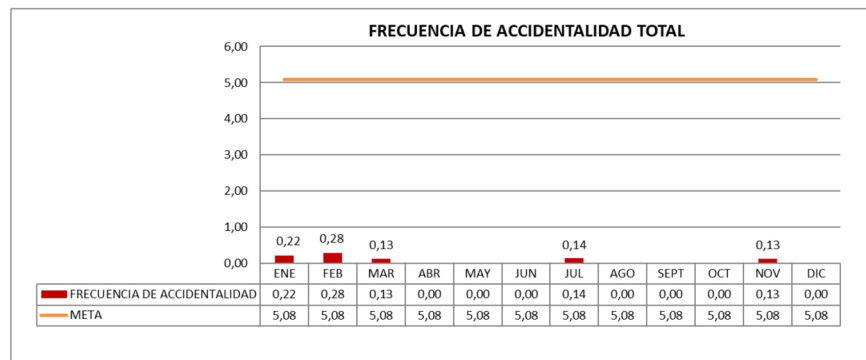 FRECUENCIA DE ACCIDENTALIDAD TOTAL
6,00
5,00
4,00
3,00
2,00
1,00
0,00
0,22 0,28 0,13 0,14 0,13
ENE FEB MAR ABR MAY JUN JUL AGO SEPT OCT NOV DIC
FRECUENCIA DE ACCIDENTALIDAD 0,22 0,28 0,13 0,00 0,00 0,00 0,14 0,00 0,00 0,00 0,13 0,00
META 5,08 5,08 5,08 5,08 5,08 5,08 5,08 5,08 5,08 5,08 5,08 5,08